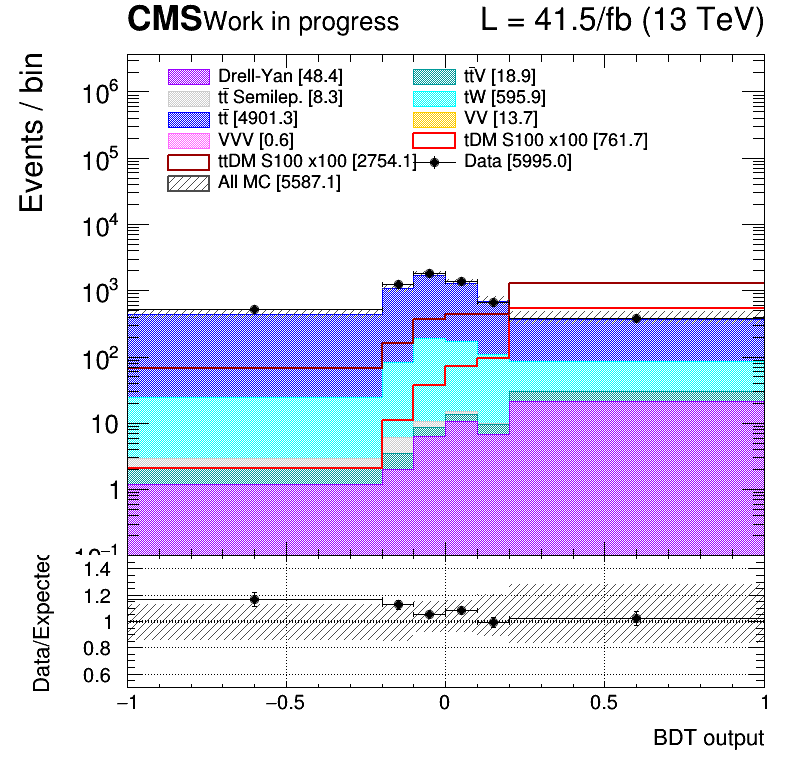 CMS Work in progress L = 41.5/fb (13 TeV)
Events / bin
Drell-Yan [48.4] tt̄V [18.9]
tt̄ Semilep. [8.3] tW [595.9]
tt̄ [4901.3] VV [13.7]
VVV [0.6] tDM S100 x100 [761.7]
ttDM S100 x100 [2754.1] Data [5995.0]
All MC [5587.1]
10⁶
10⁵
10⁴
10³
10²
10
1
10⁻¹
Data/Expected
1.4
1.2
1
0.8
0.6
−1 −0.5 0 0.5 1
BDT output